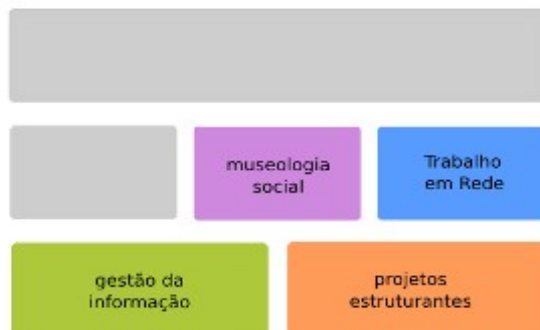 museologia
social
Trabalho
em Rede
gestão da
informação
projetos
estruturantes